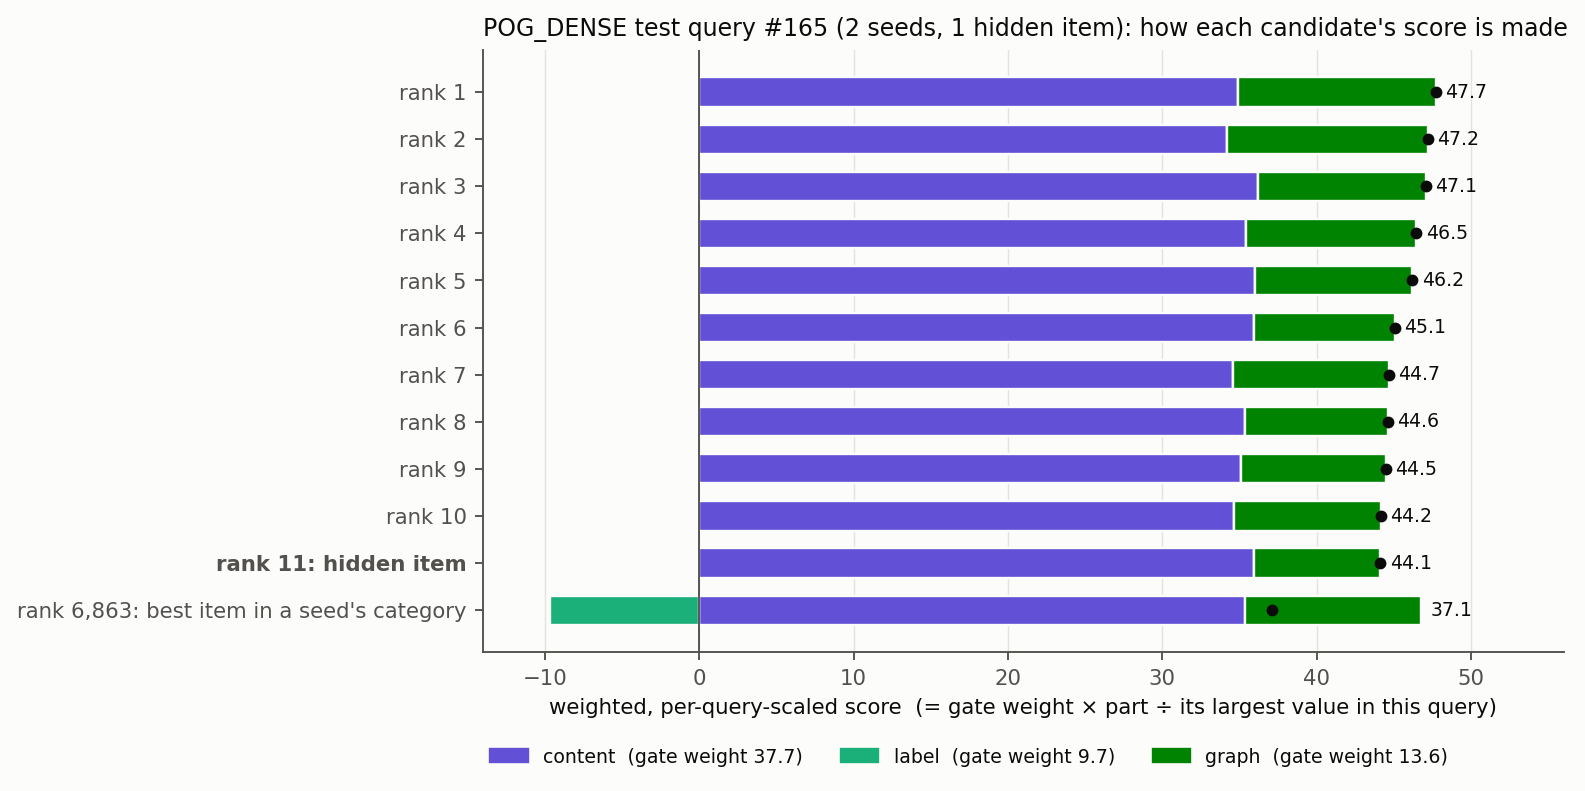 POG_DENSE test query #165 (2 seeds, 1 hidden item): how each candidate's score is made
rank 1 47.7
rank 2 47.2
rank 3 47.1
rank 4 46.5
rank 5 46.2
rank 6 45.1
rank 7 44.7
rank 8 44.6
rank 9 44.5
rank 10 44.2
rank 11: hidden item 44.1
rank 6,863: best item in a seed's category 37.1
−10 0 10 20 30 40 50
weighted, per-query-scaled score (= gate weight × part ÷ its largest value in this query)
content (gate weight 37.7) label (gate weight 9.7) graph (gate weight 13.6)